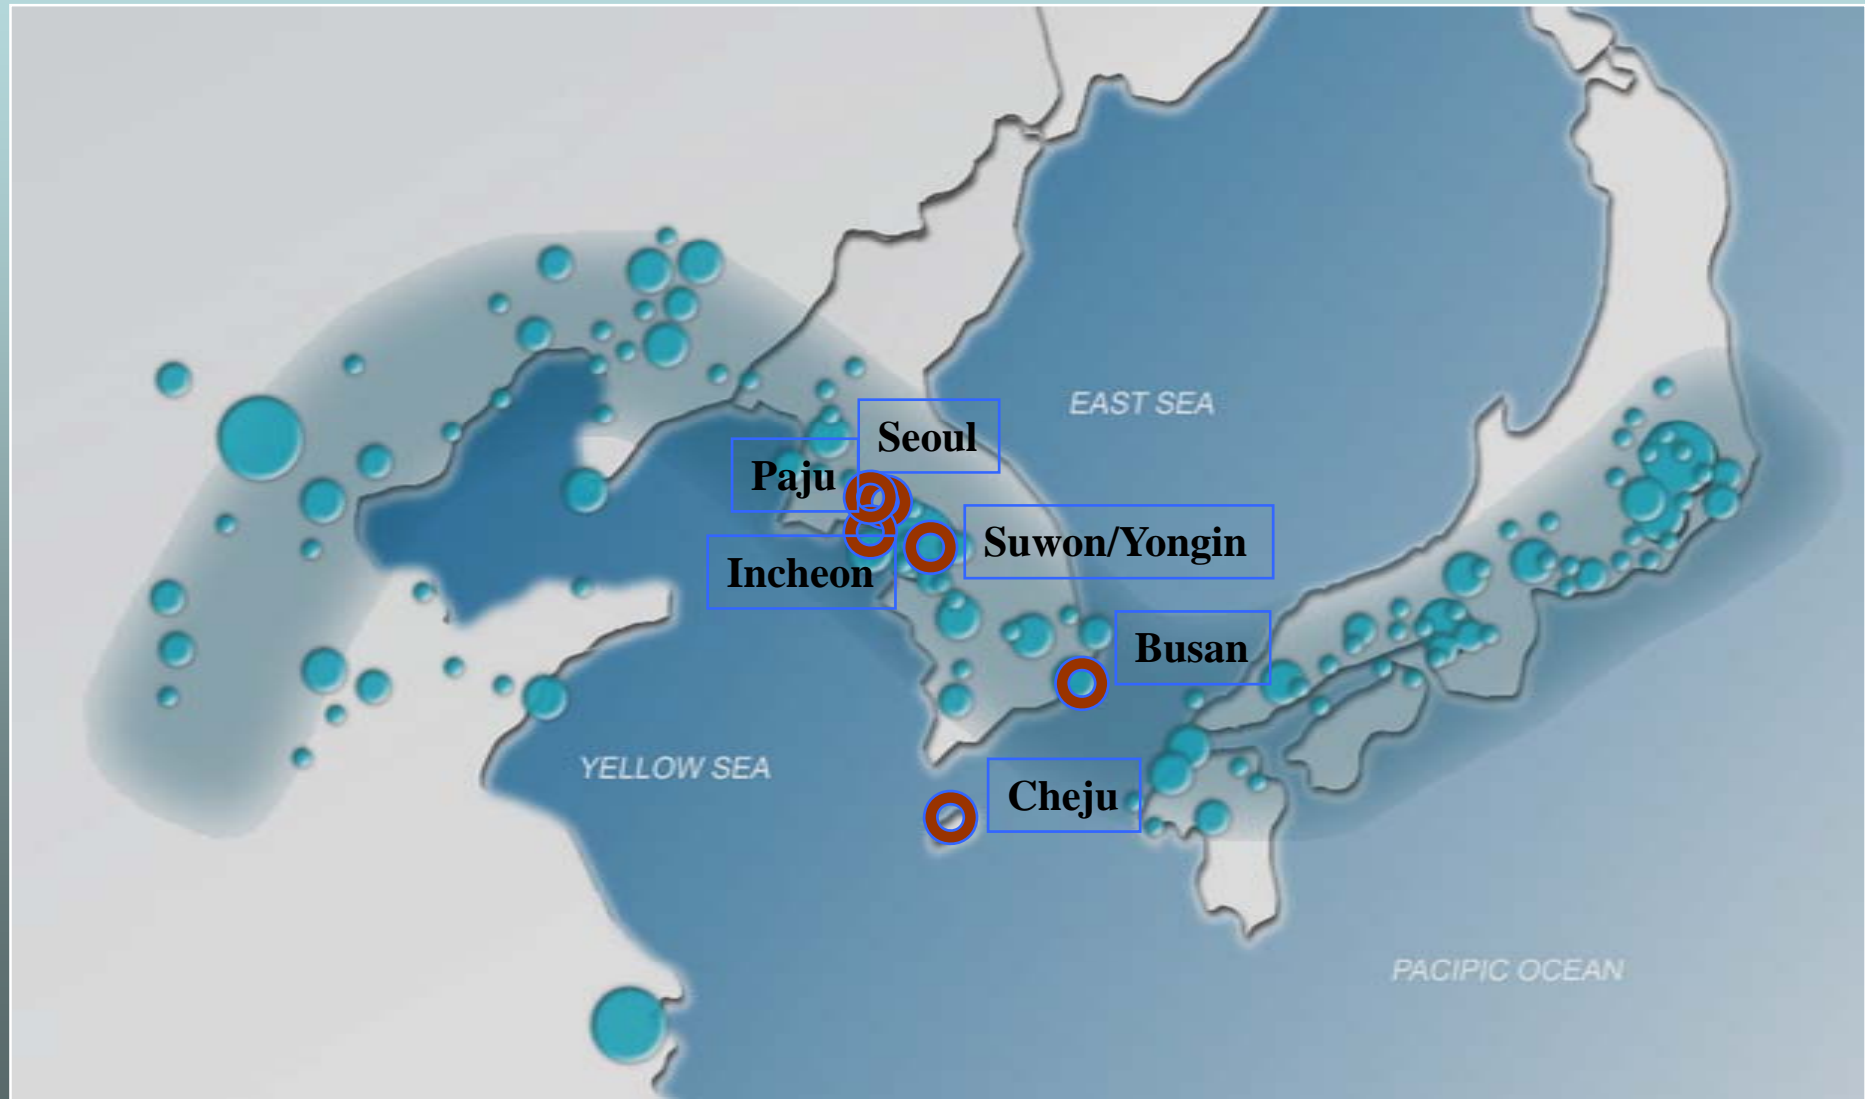 EAST SEA
Seoul
Paju
Suwon/Yongin
Incheon
Busan
YELLOW SEA
Cheju
PACIPIC OCEAN